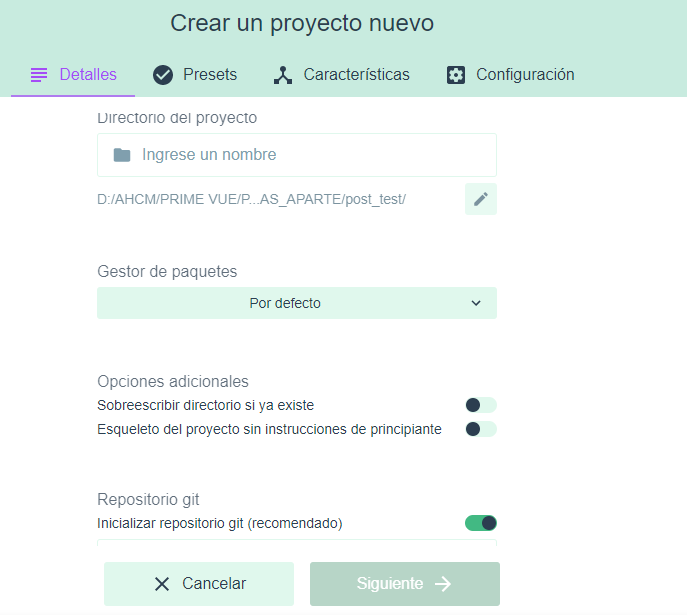 Crear un proyecto nuevo
Detalles
Presets
Características
Configuración
Directorio del proyecto
Ingrese un nombre
D:/AHCM/PRIME VUE/P...AS_APARTE/post_test/
Gestor de paquetes
Por defecto
Opciones adicionales
Sobreescribir directorio si ya existe
Esqueleto del proyecto sin instrucciones de principiante
Repositorio git
Inicializar repositorio git (recomendado)
Cancelar
Siguiente